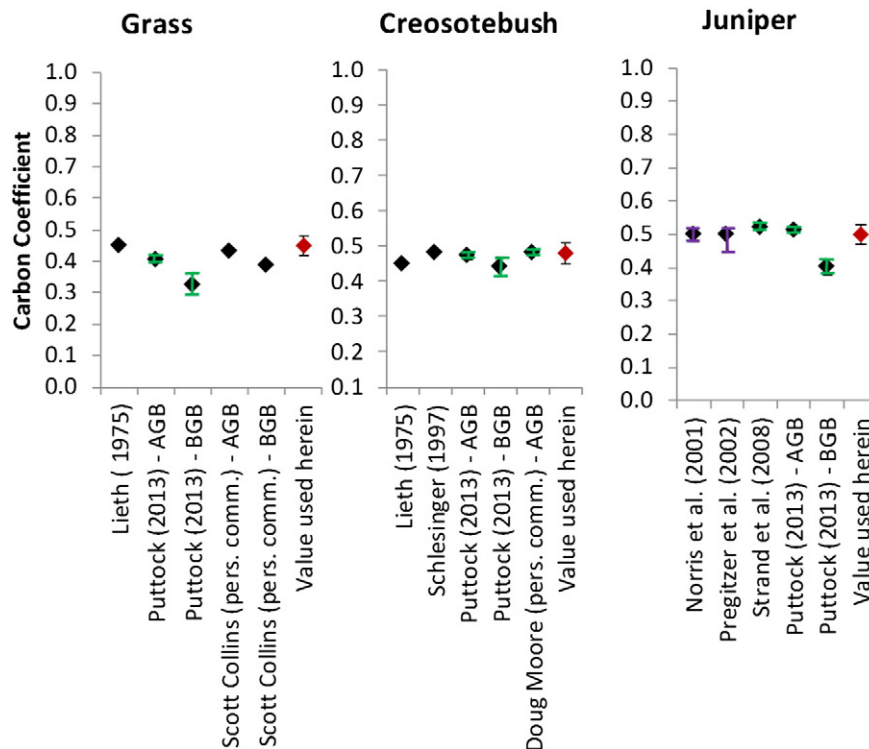 Grass
Creosotebush
Juniper
Carbon Coefficient
1.0
0.9
0.8
0.7
0.6
0.5
0.4
0.3
0.2
0.1
0.0
Lieth ( 1975)
Puttock (2013) - AGB
Puttock (2013) - BGB
Scott Collins (pers. comm.) - AGB
Scott Collins (pers. comm.) - BGB
Value used herein
1.0
0.9
0.8
0.7
0.6
0.5
0.4
0.3
0.2
0.1
Lieth (1975)
Schlesinger (1997)
Puttock (2013) - AGB
Puttock (2013) - BGB
Doug Moore (pers. comm.) - AGB
Value used herein
1.0
0.9
0.8
0.7
0.6
0.5
0.4
0.3
0.2
0.1
0.0
Norris et al. (2001)
Pregitzer et al. (2002)
Strand et al. (2008)
Puttock (2013) - AGB
Puttock (2013) - BGB
Value used herein